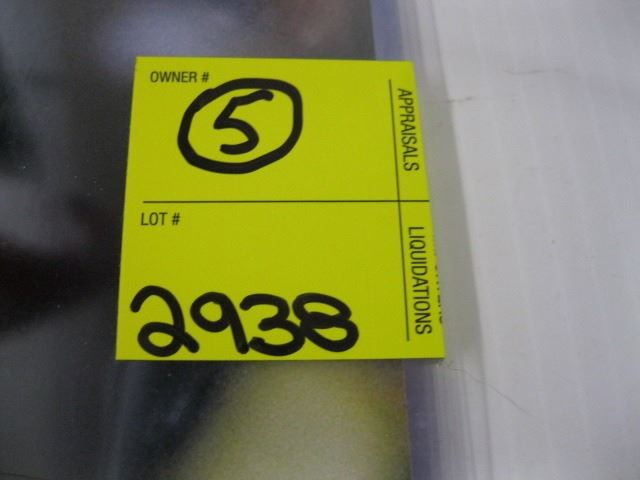 OWNER #
5
LOT #
2938
APPRAISALS
LIQUIDATIONS